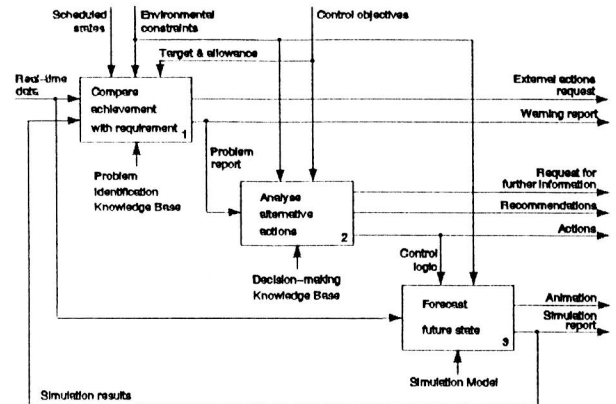 Scheduled
states
Environmental
constraints
Control objectives
Target & allowance
Real-time
data
Compare
achievement
with requirement 1
External actions
request
Warning report
Problem
report
Problem
Identification
Knowledge Base
Analyse
alternative
actions 2
Request for
further information
Recommendations
Actions
Control
logic
Decision-making
Knowledge Base
Forecast
future state 3
Animation
Simulation
report
Simulation Model
Simulation results